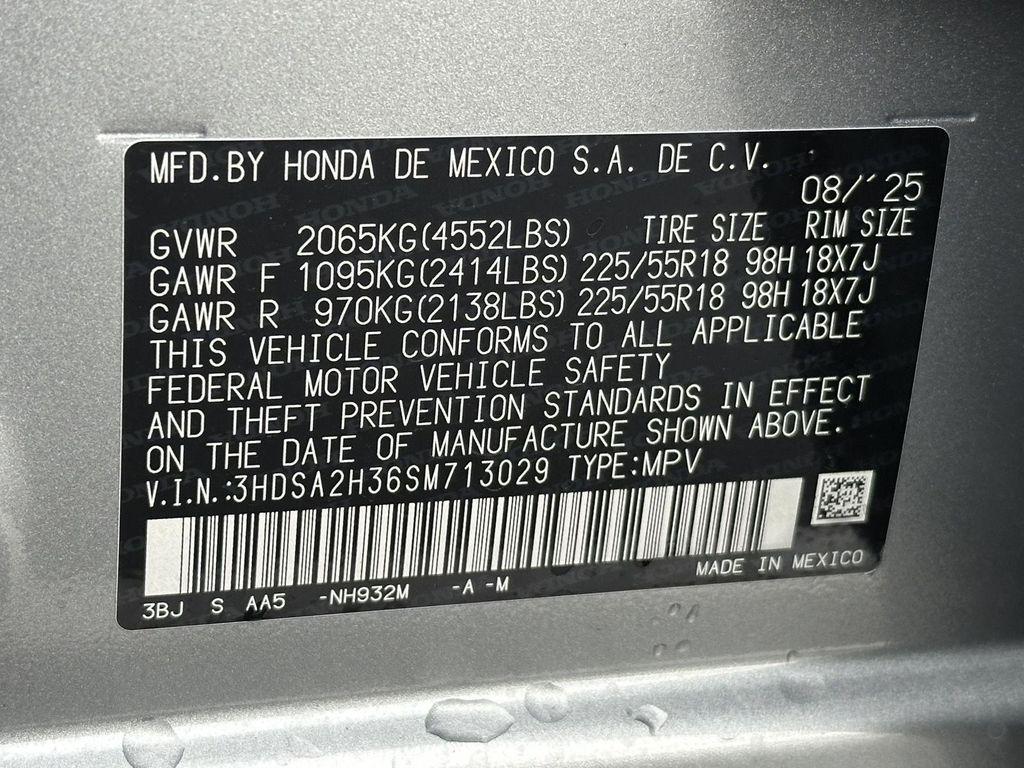 MFD.BY HONDA DE MEXICO S.A. DE C.V.
08/´25
GVWR 2065KG(4552LBS) TIRE SIZE RIM SIZE
GAWR F 1095KG(2414LBS) 225/55R18 98H 18X7J
GAWR R 970KG(2138LBS) 225/55R18 98H 18X7J
THIS VEHICLE CONFORMS TO ALL APPLICABLE
FEDERAL MOTOR VEHICLE SAFETY
AND THEFT PREVENTION STANDARDS IN EFFECT
ON THE DATE OF MANUFACTURE SHOWN ABOVE.
V.I.N.:3HDSA2H36SM713029 TYPE:MPV
MADE IN MEXICO
3BJ S AA5 -NH932M -A -M